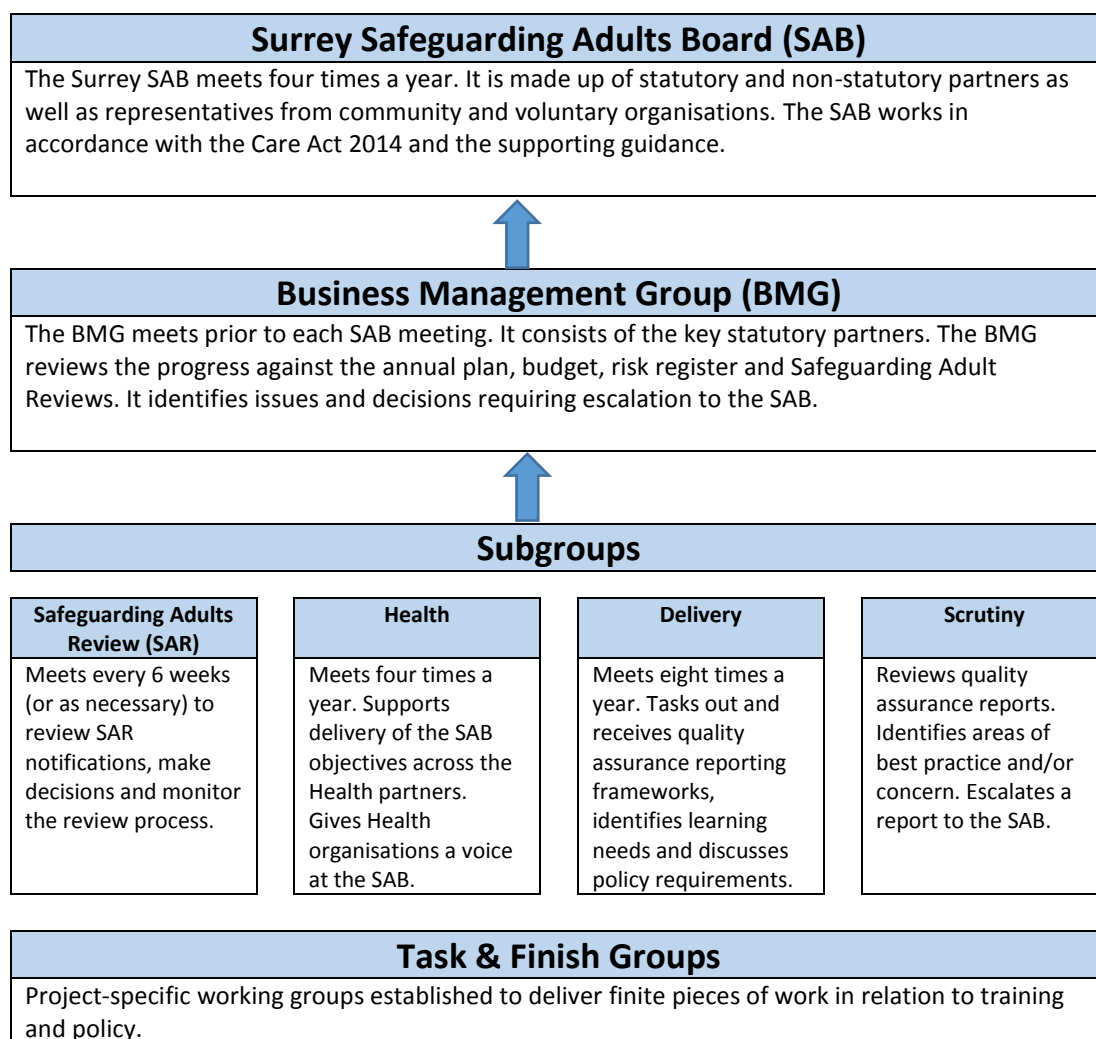 Surrey Safeguarding Adults Board (SAB)
The Surrey SAB meets four times a year. It is made up of statutory and non-statutory partners as
well as representatives from community and voluntary organisations. The SAB works in
accordance with the Care Act 2014 and the supporting guidance.
Business Management Group (BMG)
The BMG meets prior to each SAB meeting. It consists of the key statutory partners. The BMG
reviews the progress against the annual plan, budget, risk register and Safeguarding Adult
Reviews. It identifies issues and decisions requiring escalation to the SAB.
Subgroups
Safeguarding Adults
Review (SAR)
Meets every 6 weeks
(or as necessary) to
review SAR
notifications, make
decisions and monitor
the review process.
Health
Meets four times a
year. Supports
delivery of the SAB
objectives across the
Health partners.
Gives Health
organisations a voice
at the SAB.
Delivery
Meets eight times a
year. Tasks out and
receives quality
assurance reporting
frameworks,
identifies learning
needs and discusses
policy requirements.
Scrutiny
Reviews quality
assurance reports.
Identifies areas of
best practice and/or
concern. Escalates a
report to the SAB.
Task & Finish Groups
Project-specific working groups established to deliver finite pieces of work in relation to training
and policy.